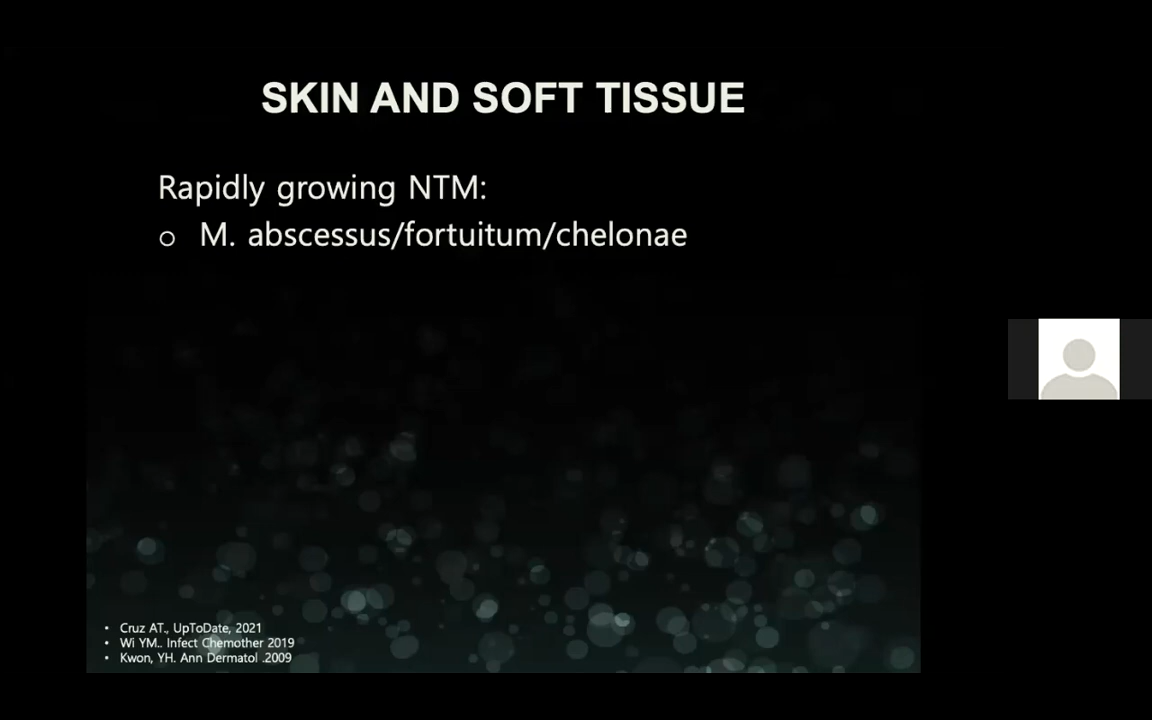 SKIN AND SOFT TISSUE
Rapidly growing NTM:
o M. abscessus/fortuitum/chelonae
• Cruz AT., UpToDate, 2021
• Wi YM.. Infect Chemother 2019
• Kwon, YH. Ann Dermatol .2009